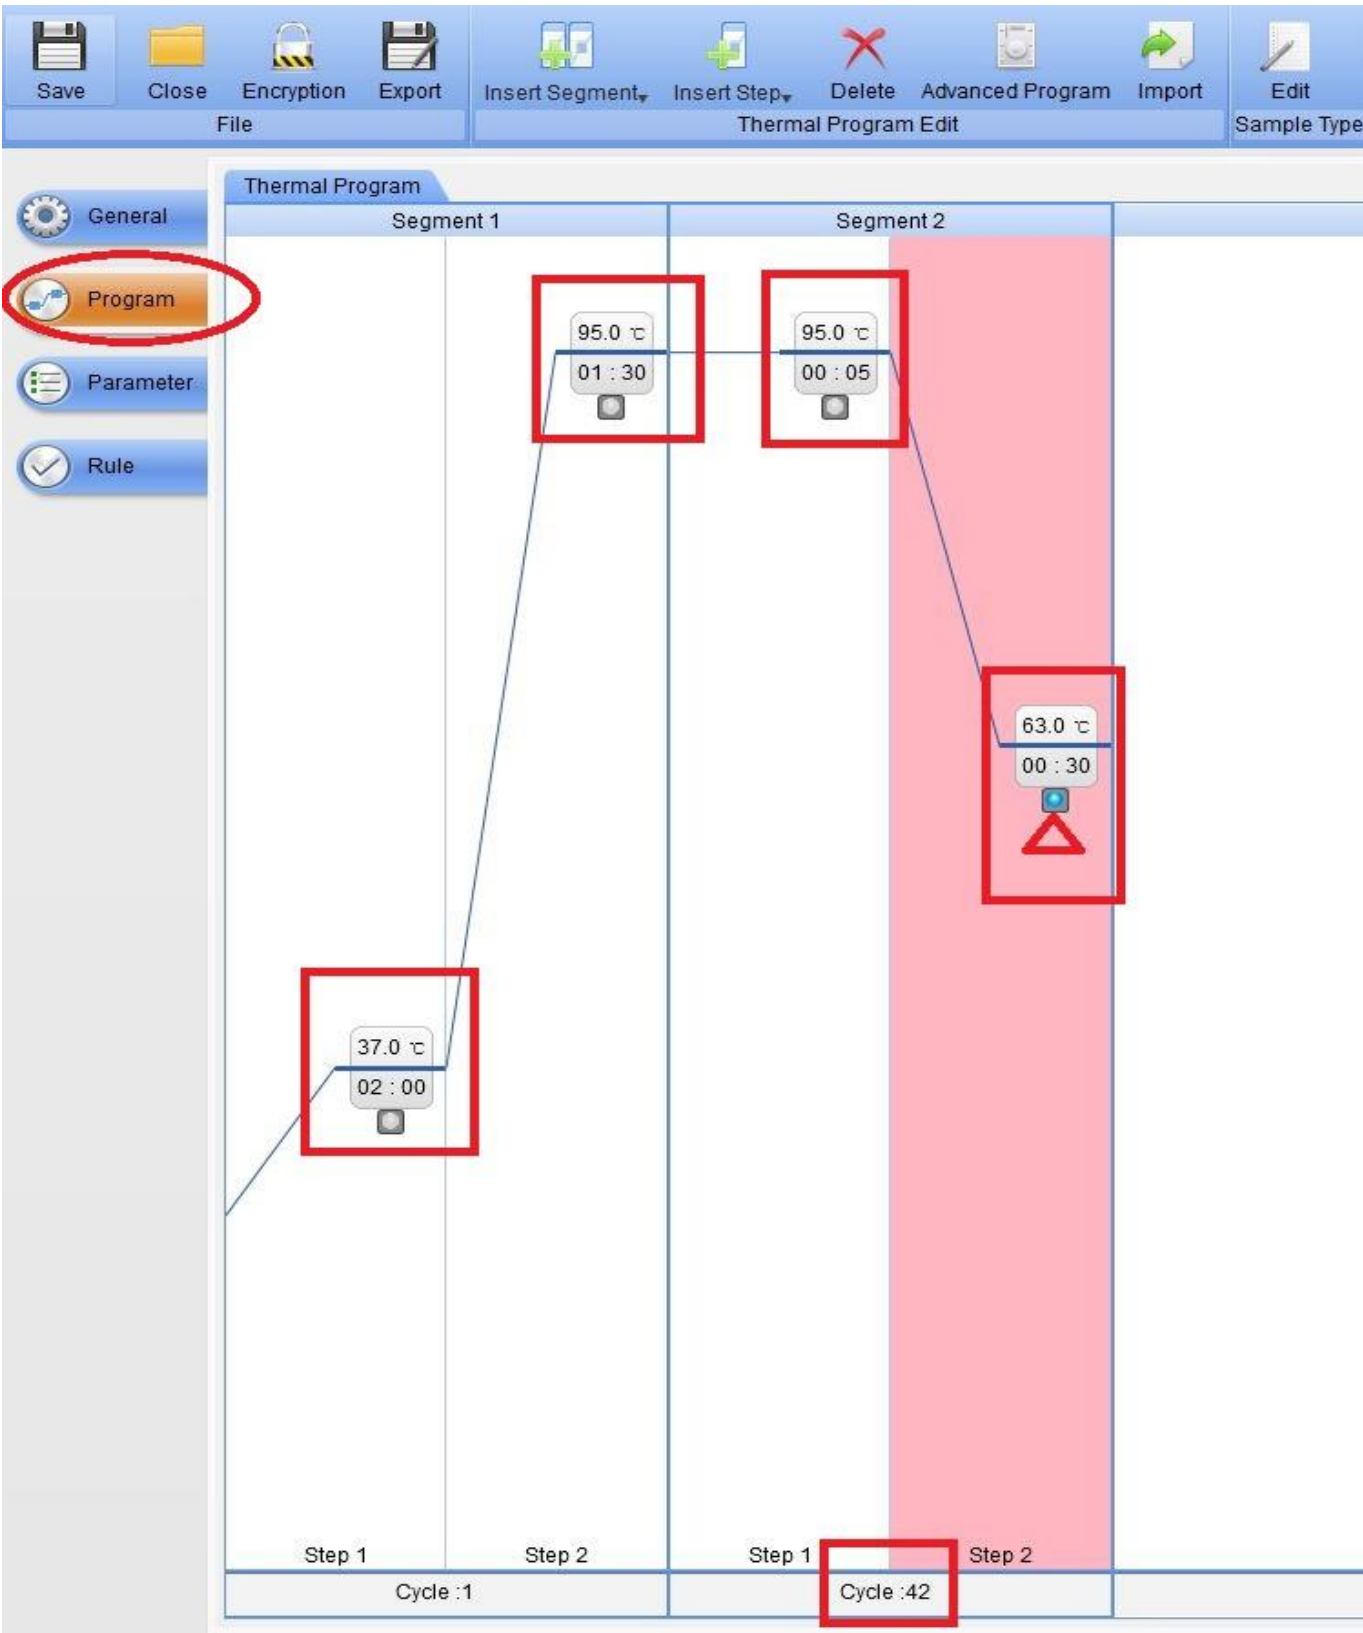 Save Close Encryption Export Insert Segment Insert Step Delete Advanced Program Import Edit
File Thermal Program Edit Sample Type
General
Program
Parameter
Rule
Thermal Program
Segment 1 Segment 2
95.0 ℃ 95.0 ℃
01 : 30 00 : 05
63.0 ℃
00 : 30
37.0 ℃
02 : 00
Step 1 Step 2 Step 1 Step 2
Cycle :1 Cycle :42